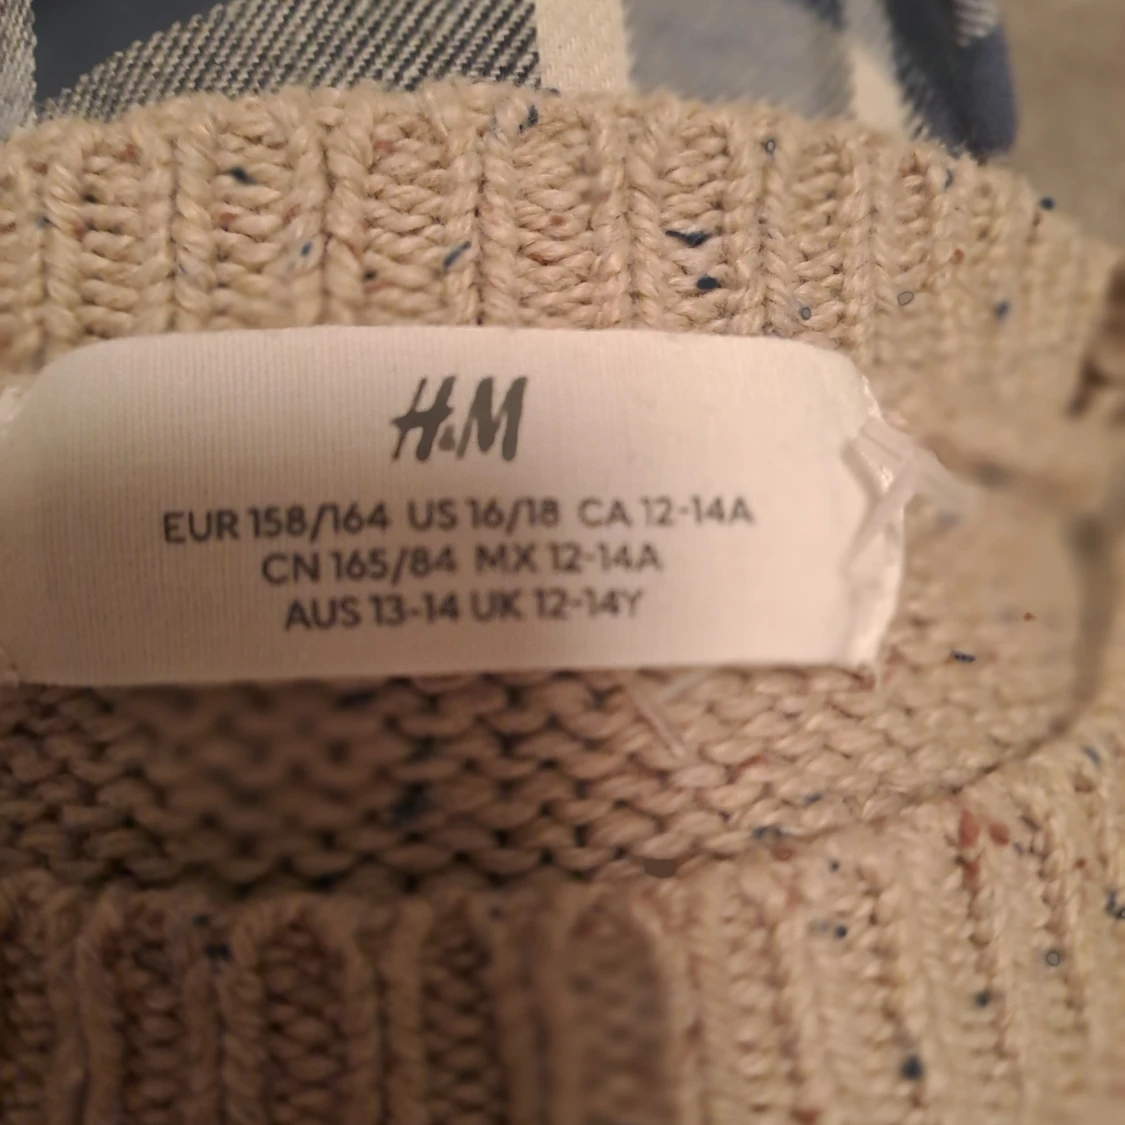 H&M
EUR 158/164 US 16/18 CA 12-14A
CN 165/84 MX 12-14A
AUS 13-14 UK 12-14Y